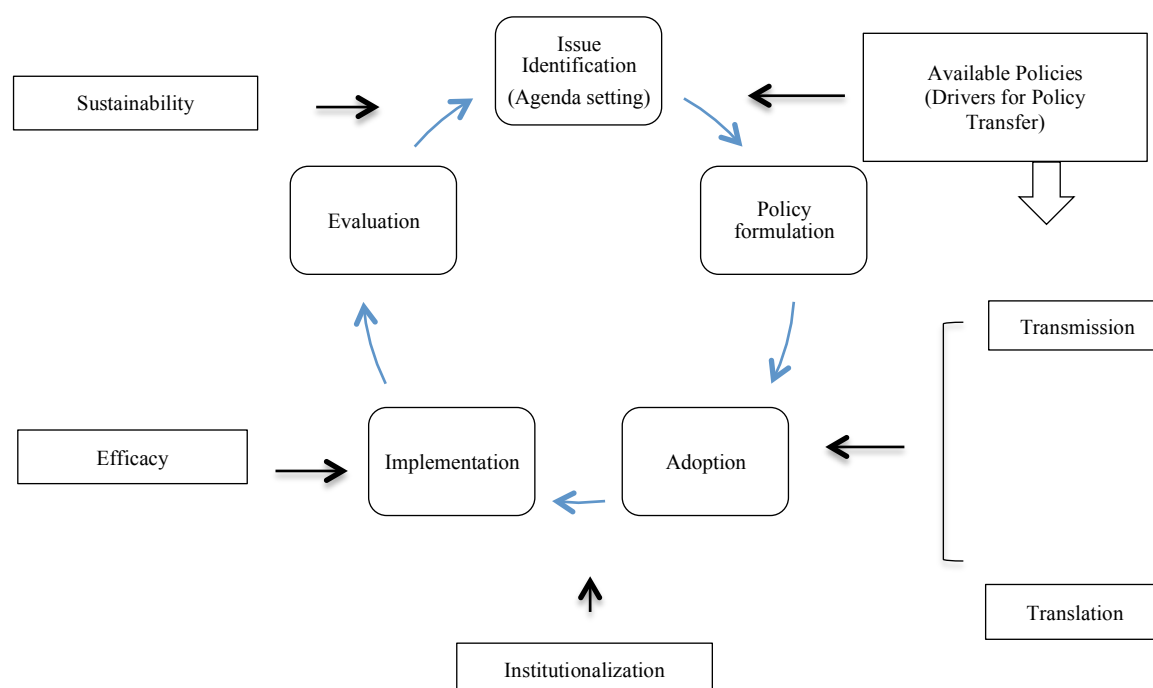 Issue
Identification
(Agenda setting)
Available Policies
(Drivers for Policy
Transfer)
Sustainability
Evaluation
Policy
formulation
Transmission
Efficacy
Implementation
Adoption
Translation
Institutionalization